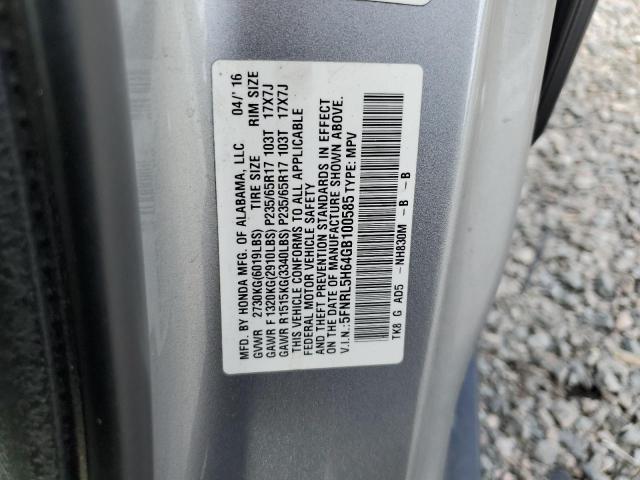 MFD. BY HONDA MFG. OF ALABAMA, LLC 04/'16
GVWR 2730KG(6019LBS) TIRE SIZE RIM SIZE
GAWR F 1320KG(2910LBS) P235/65R17 103T 17X7J
GAWR R1515KG(3340LBS) P235/65R17 103T 17X7J
THIS VEHICLE CONFORMS TO ALL APPLICABLE
FEDERAL MOTOR VEHICLE SAFETY
AND THEFT PREVENTION STANDARDS IN EFFECT
ON THE DATE OF MANUFACTURE SHOWN ABOVE.
V.I.N.: 5FNRL5H64GB100585 TYPE: MPV
TK8 G AD5 -NH830M -B -B